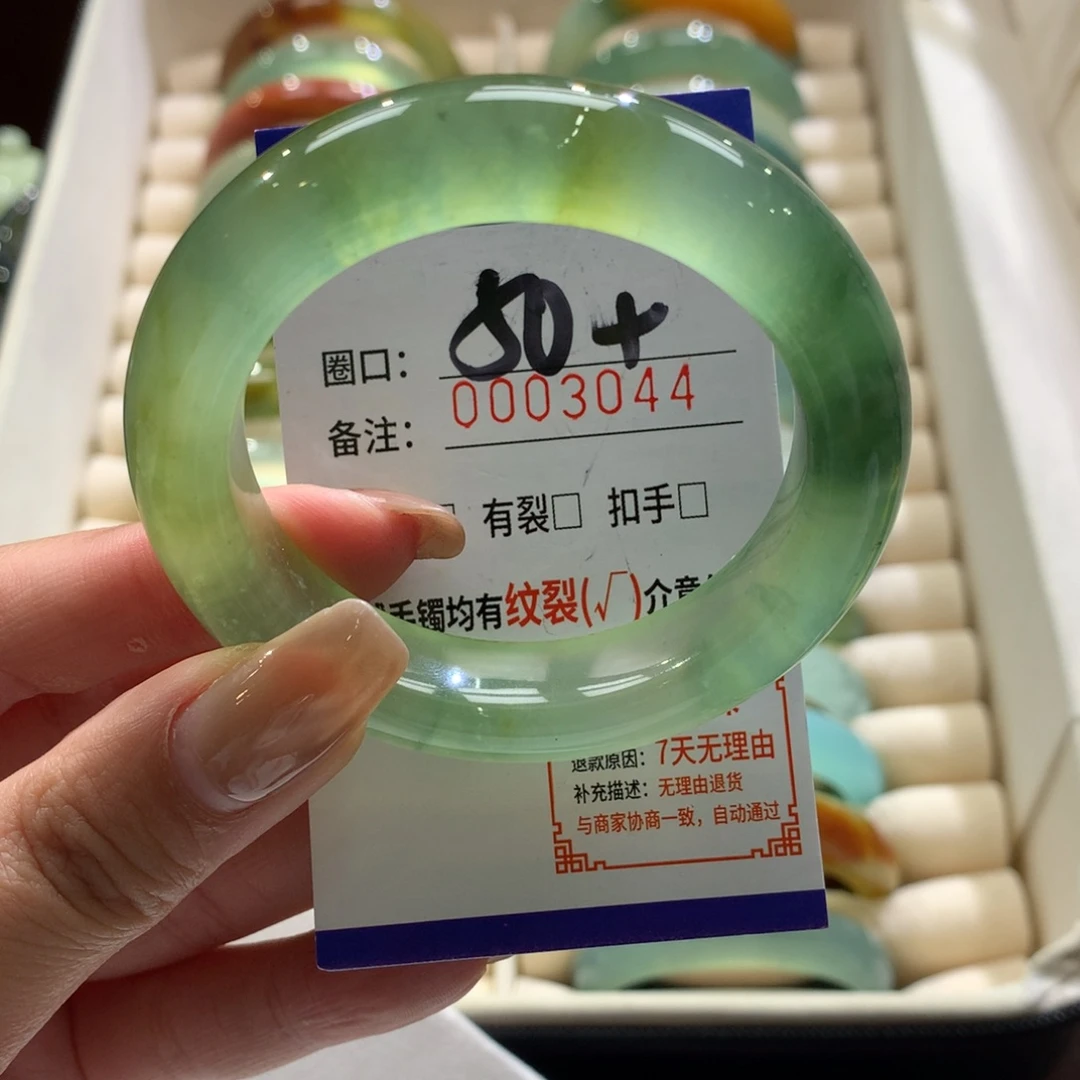 圈口: 50+
备注: 0003044
有裂□ 扣手□
手镯均有纹裂(√)介意
退款原因: 7天无理由
补充描述: 无理由退货
与商家协商一致，自动通过